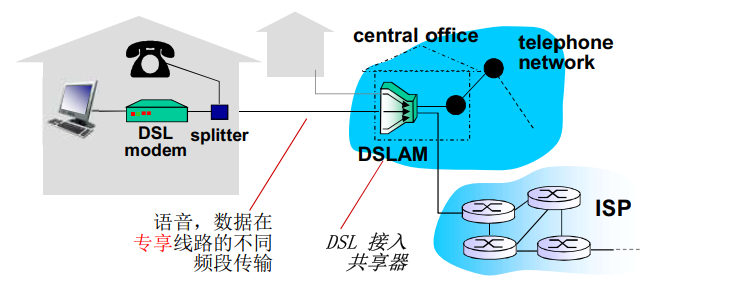 central office
telephone
network
DSL
modem
splitter
DSLAM
语音，数据在
专享线路的不同
频段传输
DSL 接入
共享器
ISP